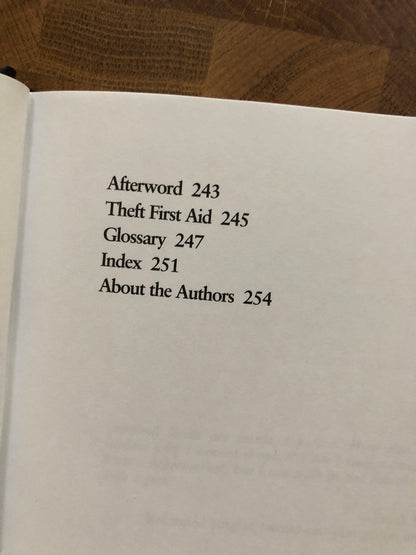 Afterword 243
Theft First Aid 245
Glossary 247
Index 251
About the Authors 254